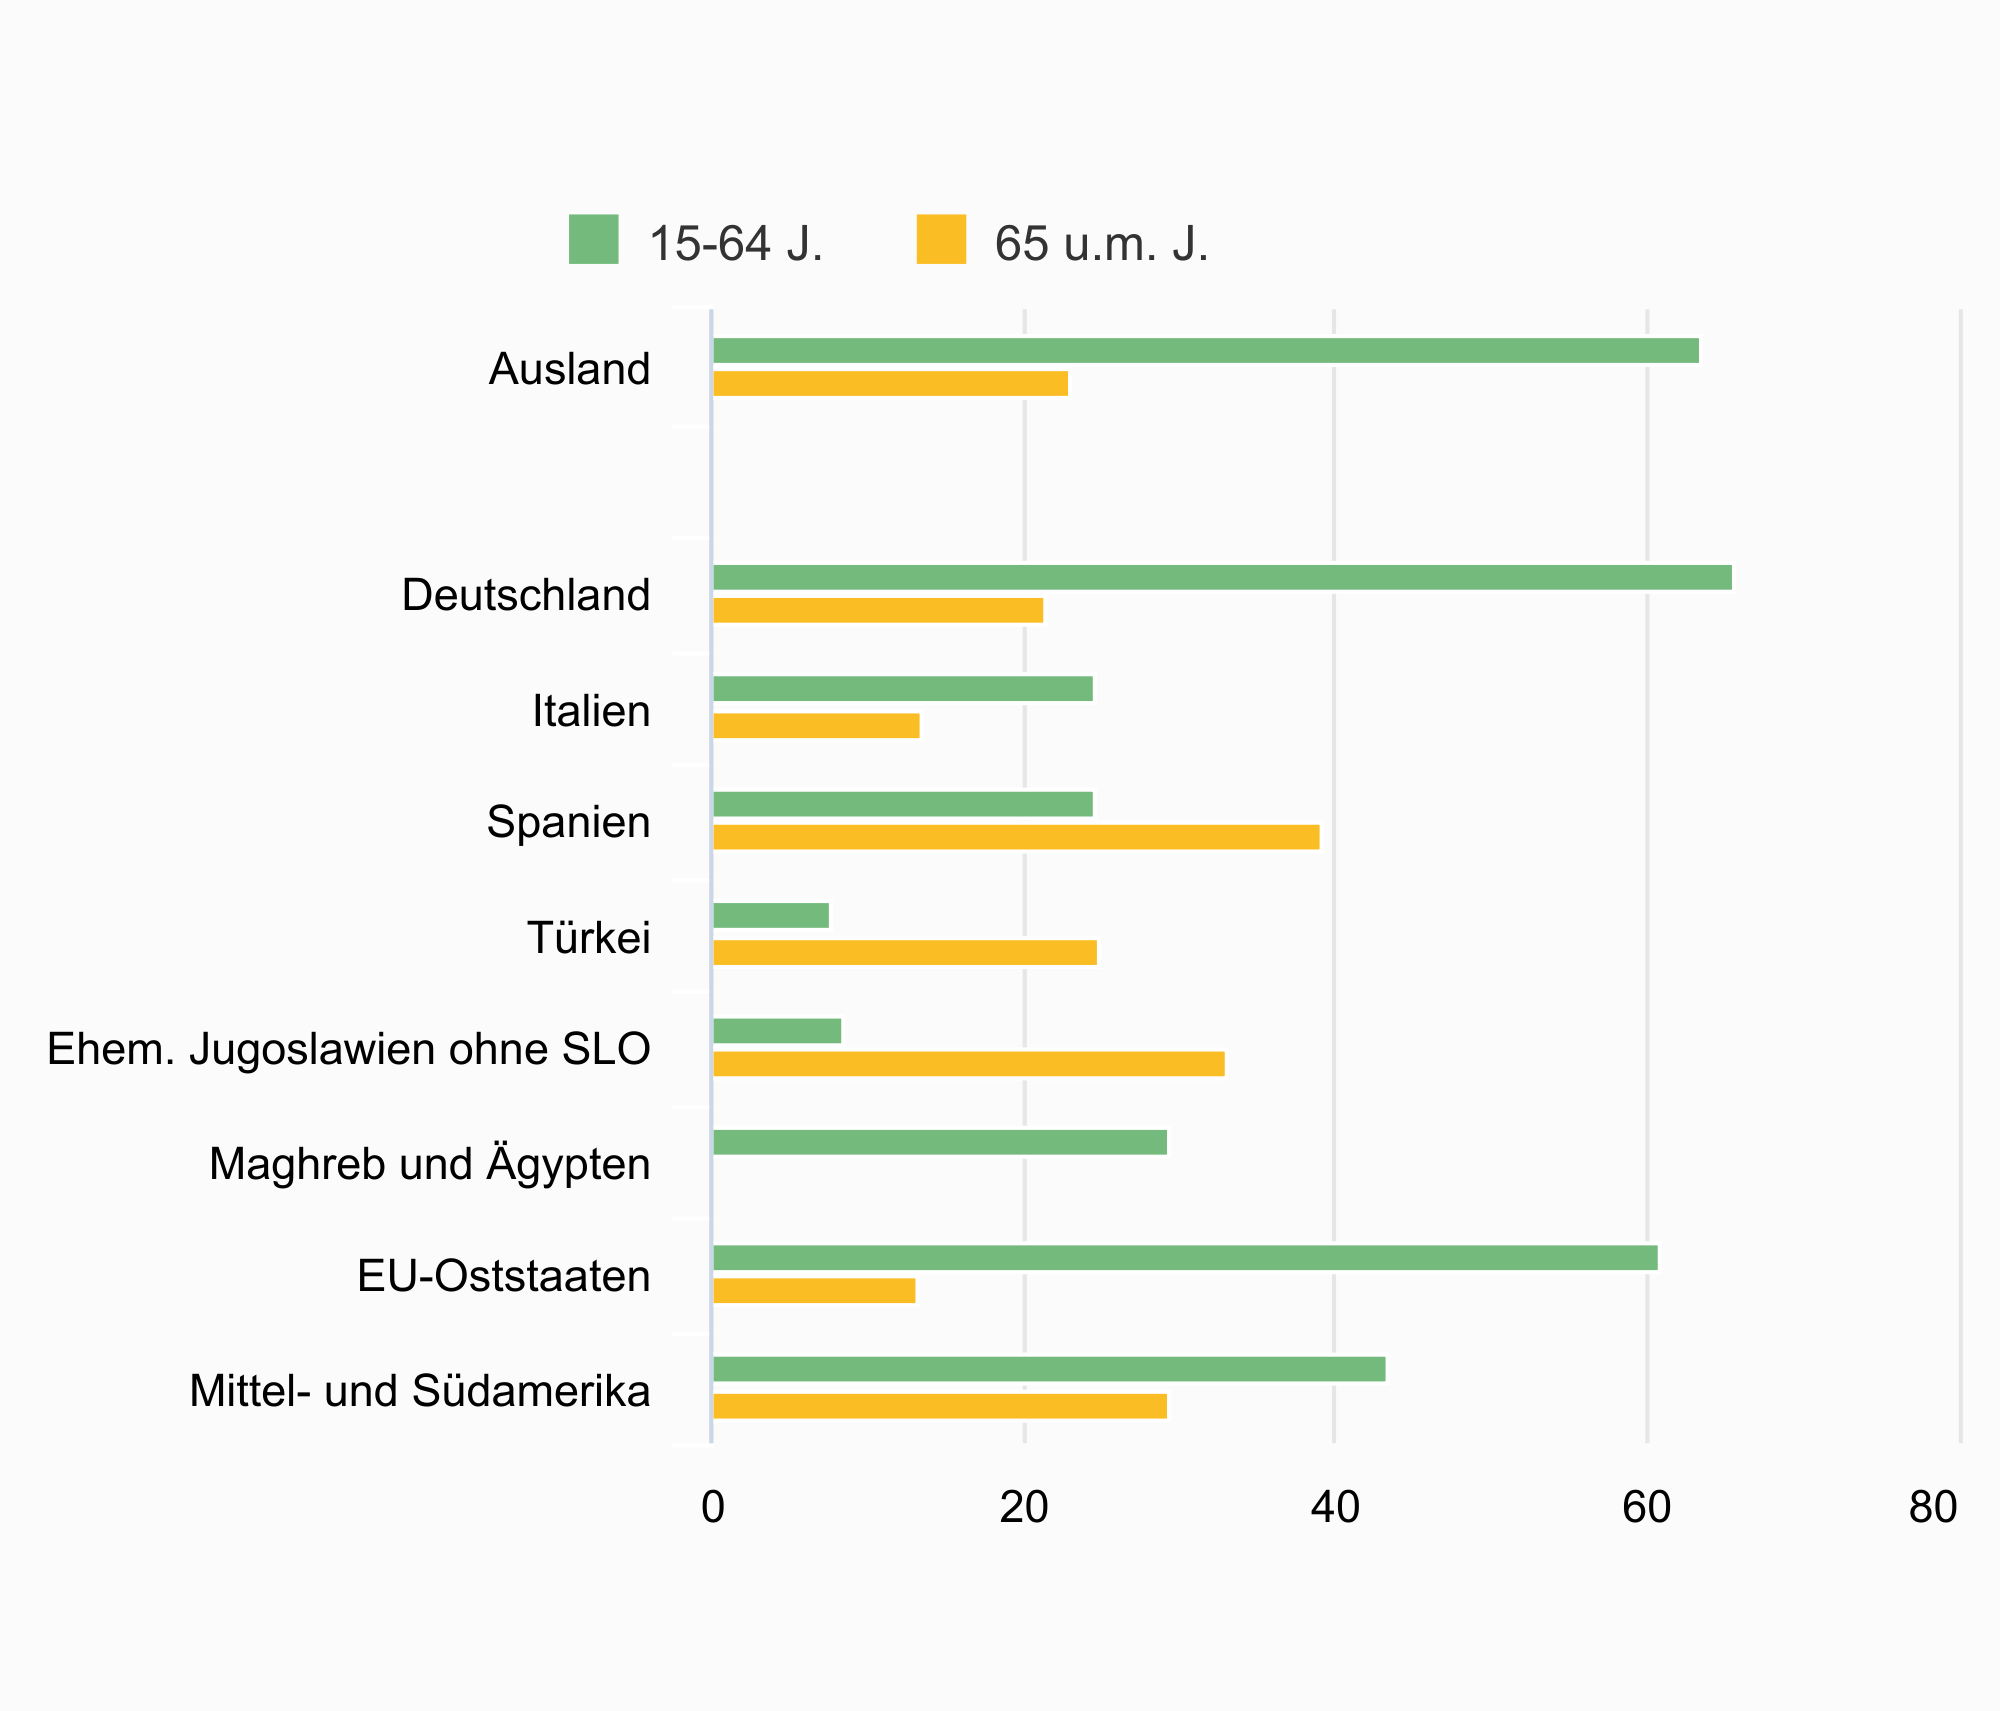 15-64 J. 65 u.m. J.
Ausland
Deutschland
Italien
Spanien
Türkei
Ehem. Jugoslawien ohne SLO
Maghreb und Ägypten
EU-Oststaaten
Mittel- und Südamerika
0 20 40 60 80